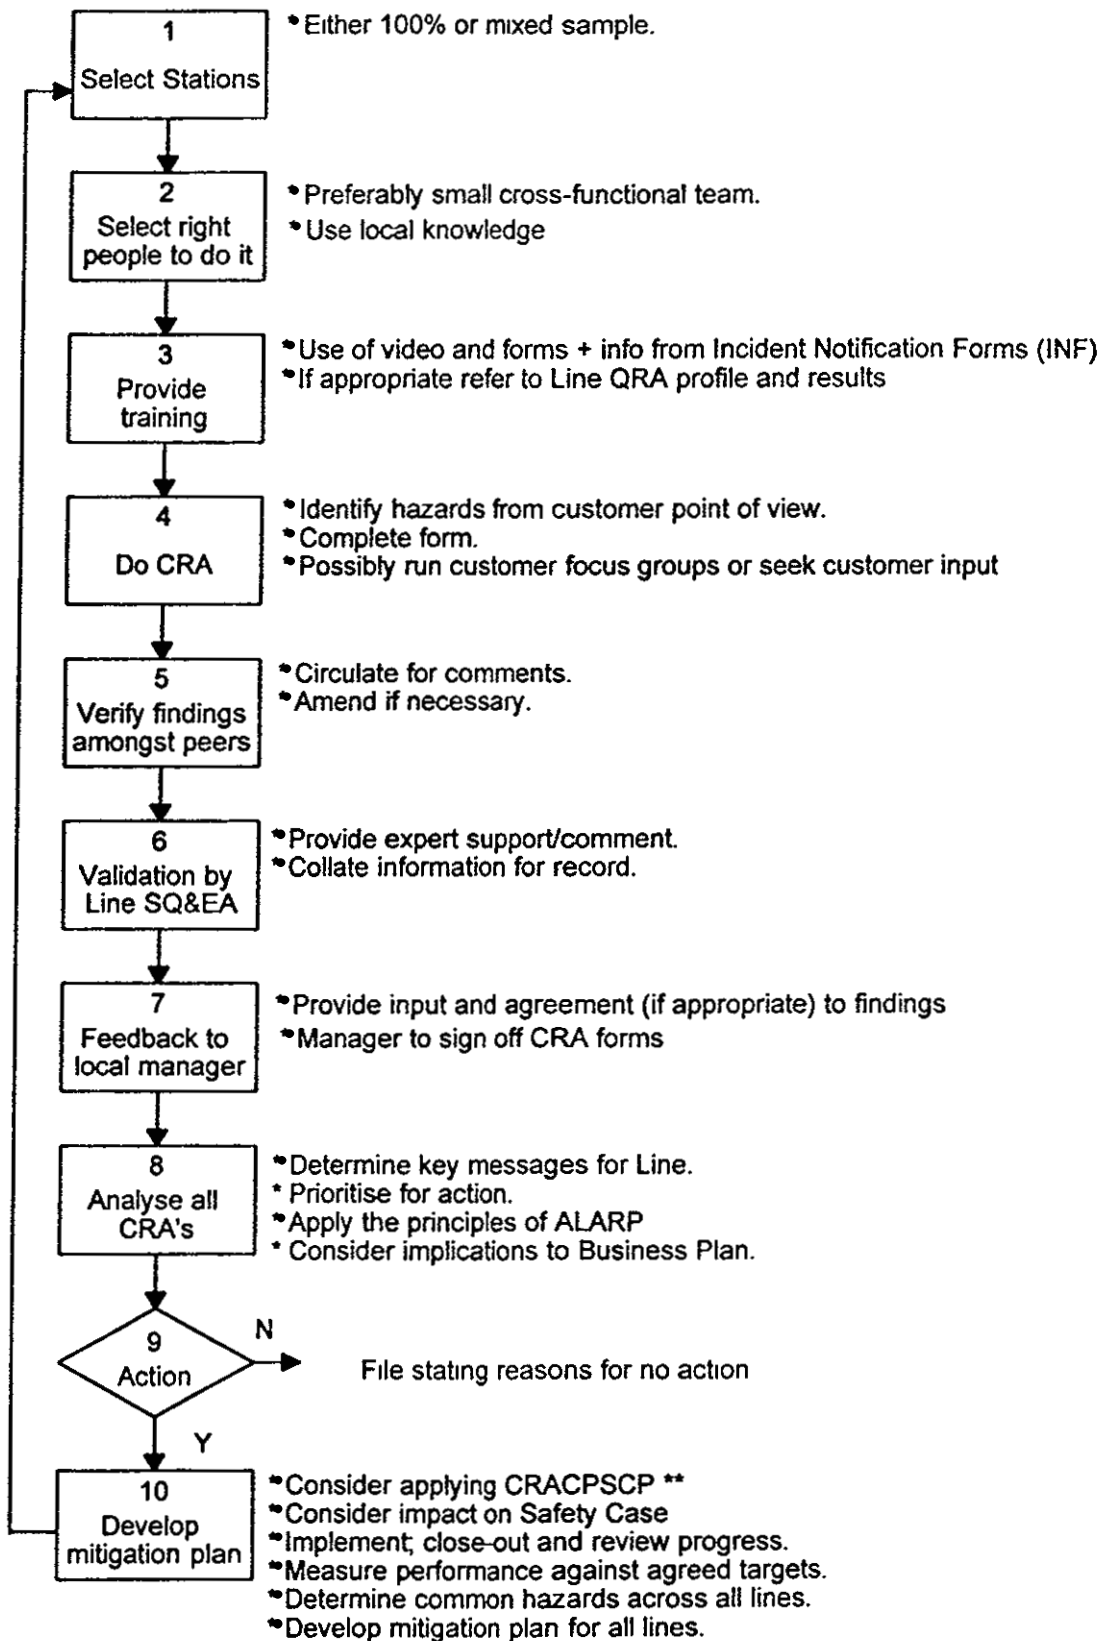 1
Select Stations
*Either 100% or mixed sample.
2
Select right
people to do it
*Preferably small cross-functional team.
*Use local knowledge
3
Provide
training
*Use of video and forms + info from Incident Notification Forms (INF)
*If appropriate refer to Line QRA profile and results
4
Do CRA
*Identify hazards from customer point of view.
*Complete form.
*Possibly run customer focus groups or seek customer input
5
Verify findings
amongst peers
*Circulate for comments.
*Amend if necessary.
6
Validation by
Line SQ&EA
*Provide expert support/comment.
*Collate information for record.
7
Feedback to
local manager
*Provide input and agreement (if appropriate) to findings
*Manager to sign off CRA forms
8
Analyse all
CRA's
*Determine key messages for Line.
* Prioritise for action.
*Apply the principles of ALARP
* Consider implications to Business Plan.
9
Action
N
File stating reasons for no action
Y
10
Develop
mitigation plan
*Consider applying CRACPSCP **
*Consider impact on Safety Case
*Implement; close-out and review progress.
*Measure performance against agreed targets.
*Determine common hazards across all lines.
*Develop mitigation plan for all lines.